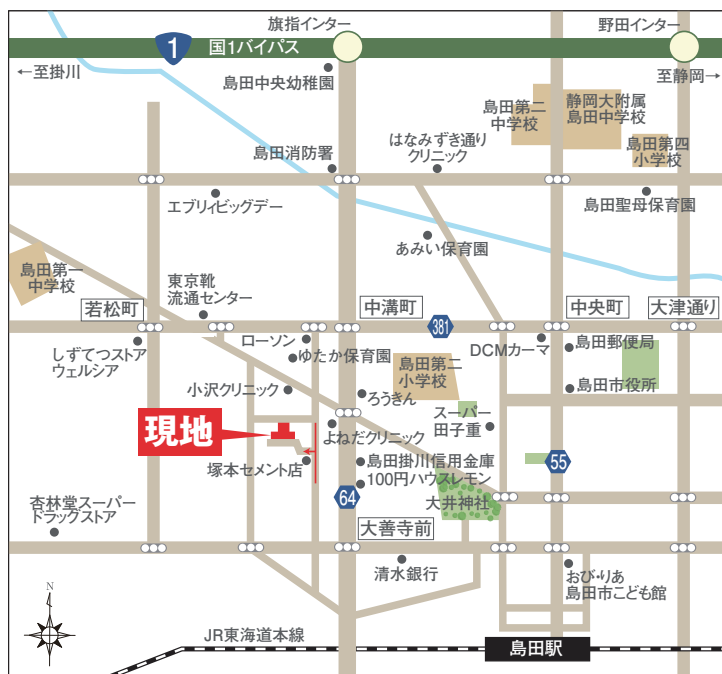 旗指インター
野田インター
1
国1バイパス
←至掛川
至静岡→
島田中央幼稚園
島田第二
中学校
静岡大附属
島田中学校
はなみずき通り
クリニック
島田消防署
島田第四
小学校
エブリィビッグデー
島田聖母保育園
あみい保育園
島田第一
中学校
東京靴
流通センター
若松町
中溝町
中央町
大津通り
381
しずてつストア
ウェルシア
ローソン
ゆたか保育園
DCMカーマ
島田郵便局
島田第二
小学校
小沢クリニック
ろうきん
島田市役所
スーパー
田子重
現地
よねだクリニック
塚本セメント店
島田掛川信用金庫
100円ハウスレモン
55
64
大井神社
杏林堂スーパー
ドラッグストア
大善寺前
清水銀行
おび・りあ
島田市こども館
N
JR東海道本線
島田駅